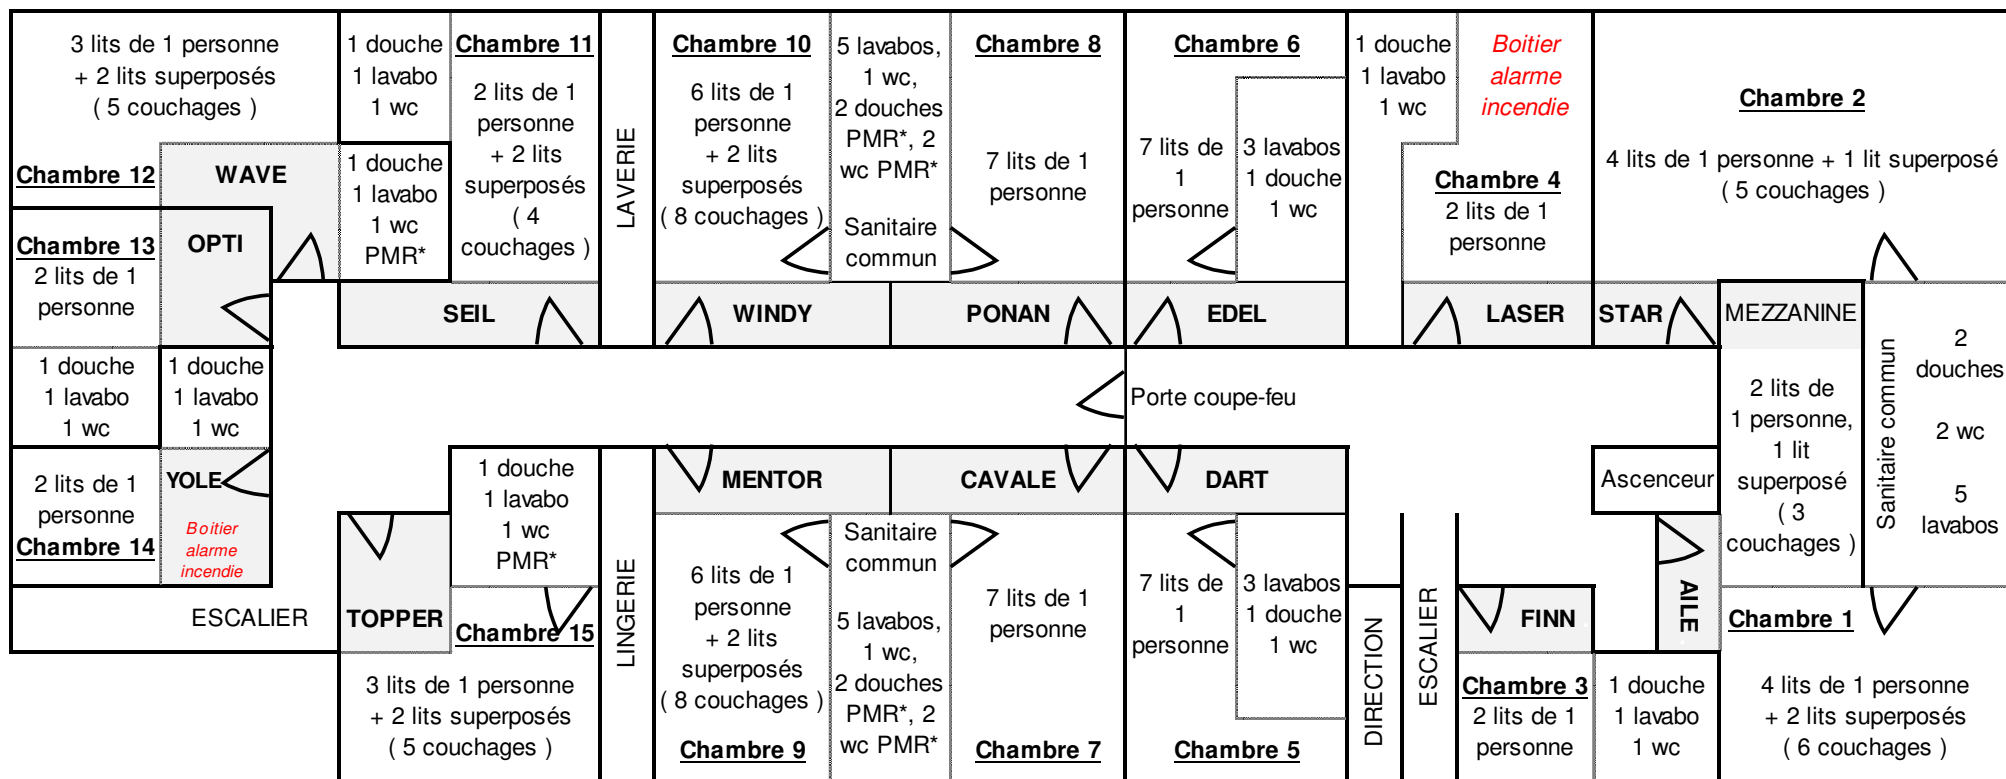 3 lits de 1 personne
+ 2 lits superposés
( 5 couchages )
Chambre 12
WAVE
1 douche
1 lavabo
1 wc
1 douche
1 lavabo
1 wc
PMR*
Chambre 11
2 lits de 1
personne
+ 2 lits
superposés
( 4
couchages )
SEIL
LAVERIE
Chambre 10
6 lits de 1
personne
+ 2 lits
superposés
( 8 couchages )
WINDY
5 lavabos,
1 wc,
2 douches
PMR*, 2
wc PMR*
Sanitaire
commun
Chambre 8
7 lits de 1
personne
PONAN
Chambre 6
7 lits de
1
personne
3 lavabos
1 douche
1 wc
EDEL
1 douche
1 lavabo
1 wc
Boitier
alarme
incendie
Chambre 4
2 lits de 1
personne
LASER
Chambre 2
4 lits de 1 personne + 1 lit superposé
( 5 couchages )
STAR
MEZZANINE
2 lits de
1 personne,
1 lit
superposé
( 3
couchages )
Sanitaire commun
2
douches
2 wc
5
lavabos
Chambre 13
2 lits de 1
personne
OPTI
1 douche
1 lavabo
1 wc
1 douche
1 lavabo
1 wc
Porte coupe-feu
2 lits de 1
personne
Chambre 14
YOLE
Boitier
alarme
incendie
ESCALIER
TOPPER
1 douche
1 lavabo
1 wc
PMR*
Chambre 15
3 lits de 1 personne
+ 2 lits superposés
( 5 couchages )
LINGERIE
MENTOR
6 lits de 1
personne
+ 2 lits
superposés
( 8 couchages )
Chambre 9
Sanitaire
commun
5 lavabos,
1 wc,
2 douches
PMR*, 2
wc PMR*
CAVALE
7 lits de 1
personne
Chambre 7
DART
7 lits de
1
personne
3 lavabos
1 douche
1 wc
Chambre 5
DIRECTION
ESCALIER
FINN
Chambre 3
2 lits de 1
personne
1 douche
1 lavabo
1 wc
Ascenceur
AILE
Chambre 1
4 lits de 1 personne
+ 2 lits superposés
( 6 couchages )